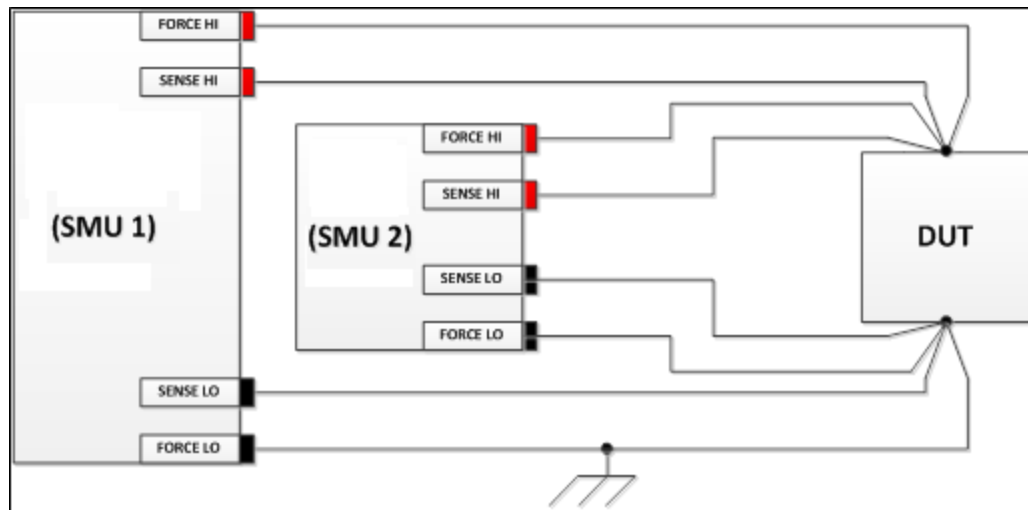 FORCE HI
SENSE HI
FORCE HI
SENSE HI
(SMU 1)
(SMU 2)
DUT
SENSE LO
FORCE LO
SENSE LO
FORCE LO